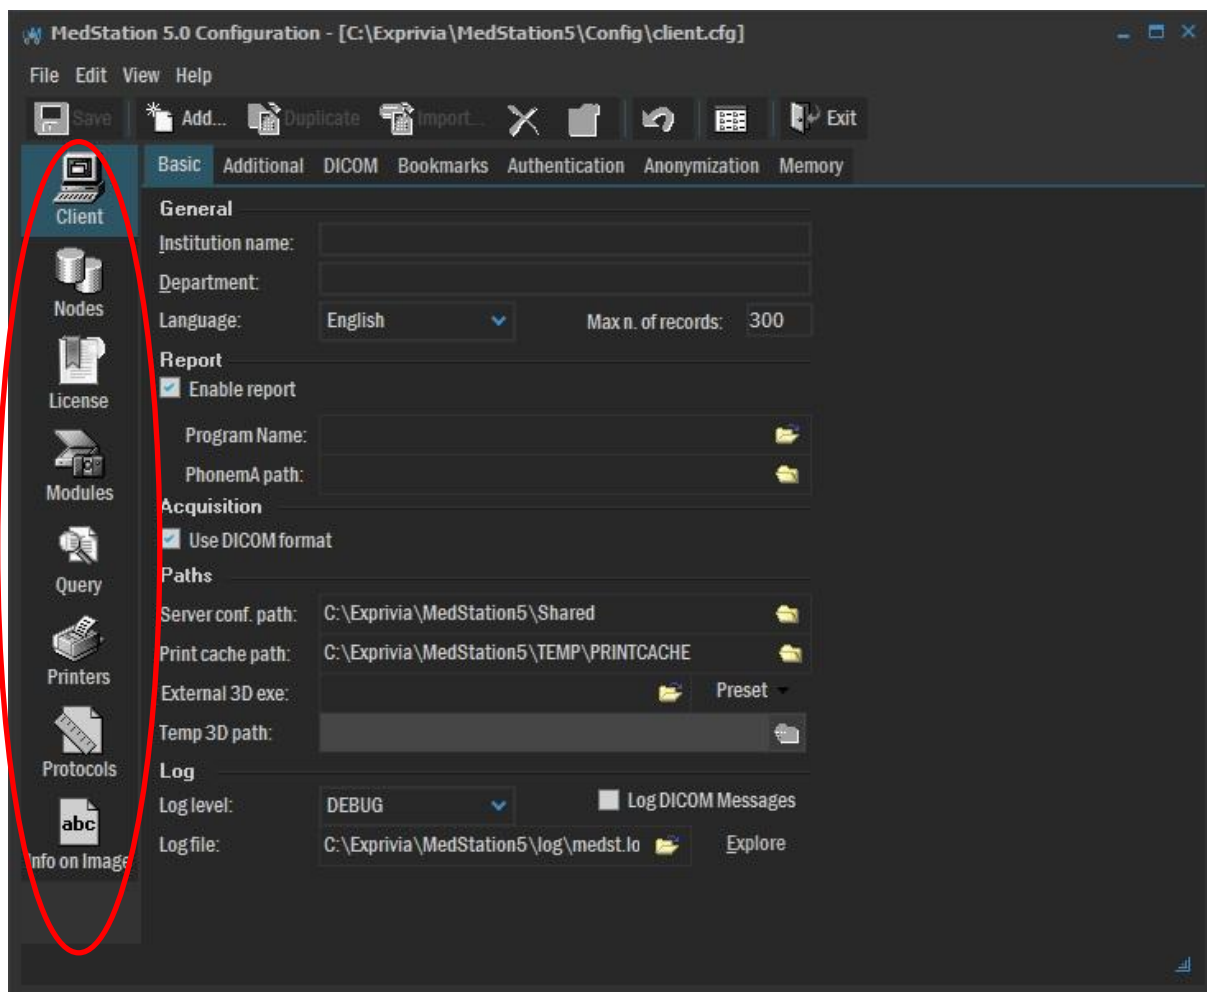 MedStation 5.0 Configuration - [C:\Exprivia\MedStation5\Config\client.cfg]
File Edit View Help
Save Add... Duplicate Import... Exit
Client
Nodes
License
Modules
Query
Printers
Protocols
abc
Info on Image
Basic Additional DICOM Bookmarks Authentication Anonymization Memory
General
Institution name:
Department:
Language: English Max n. of records: 300
Report
Enable report
Program Name:
PhonemA path:
Acquisition
Use DICOM format
Paths
Server conf. path: C:\Exprivia\MedStation5\Shared
Print cache path: C:\Exprivia\MedStation5\TEMP\PRINTCACHE
External 3D exe: Preset
Temp 3D path:
Log
Log level: DEBUG Log DICOM Messages
Log file: C:\Exprivia\MedStation5\log\medst.lo Explore